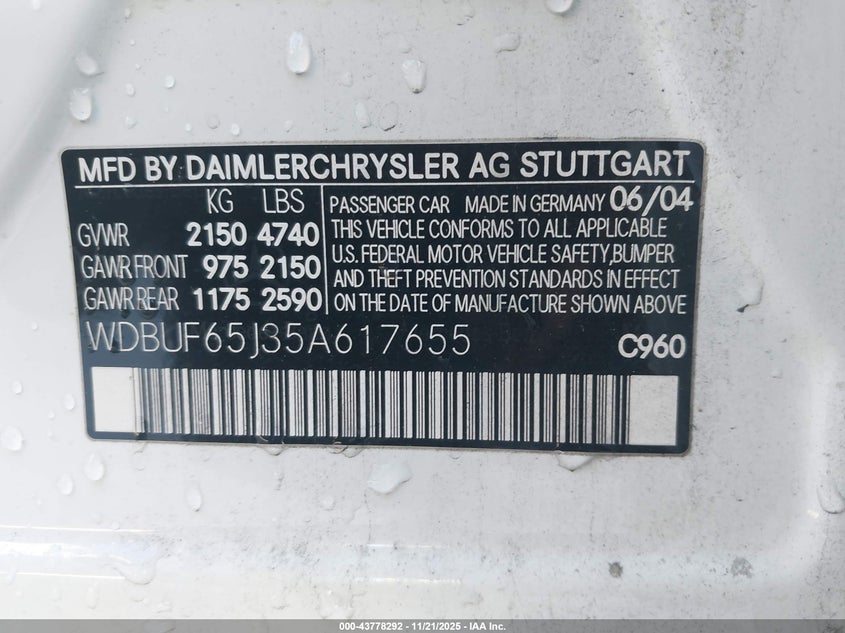 MFD BY DAIMLERCHRYSLER AG STUTTGART
KG LBS
GVWR 2150 4740
GAWR FRONT 975 2150
GAWR REAR 1175 2590
PASSENGER CAR MADE IN GERMANY 06/04
THIS VEHICLE CONFORMS TO ALL APPLICABLE
U.S. FEDERAL MOTOR VEHICLE SAFETY, BUMPER
AND THEFT PREVENTION STANDARDS IN EFFECT
ON THE DATE OF MANUFACTURE SHOWN ABOVE
WDBUF65J35A617655 C960
000-43778292 - 11/21/2025 - IAA Inc.